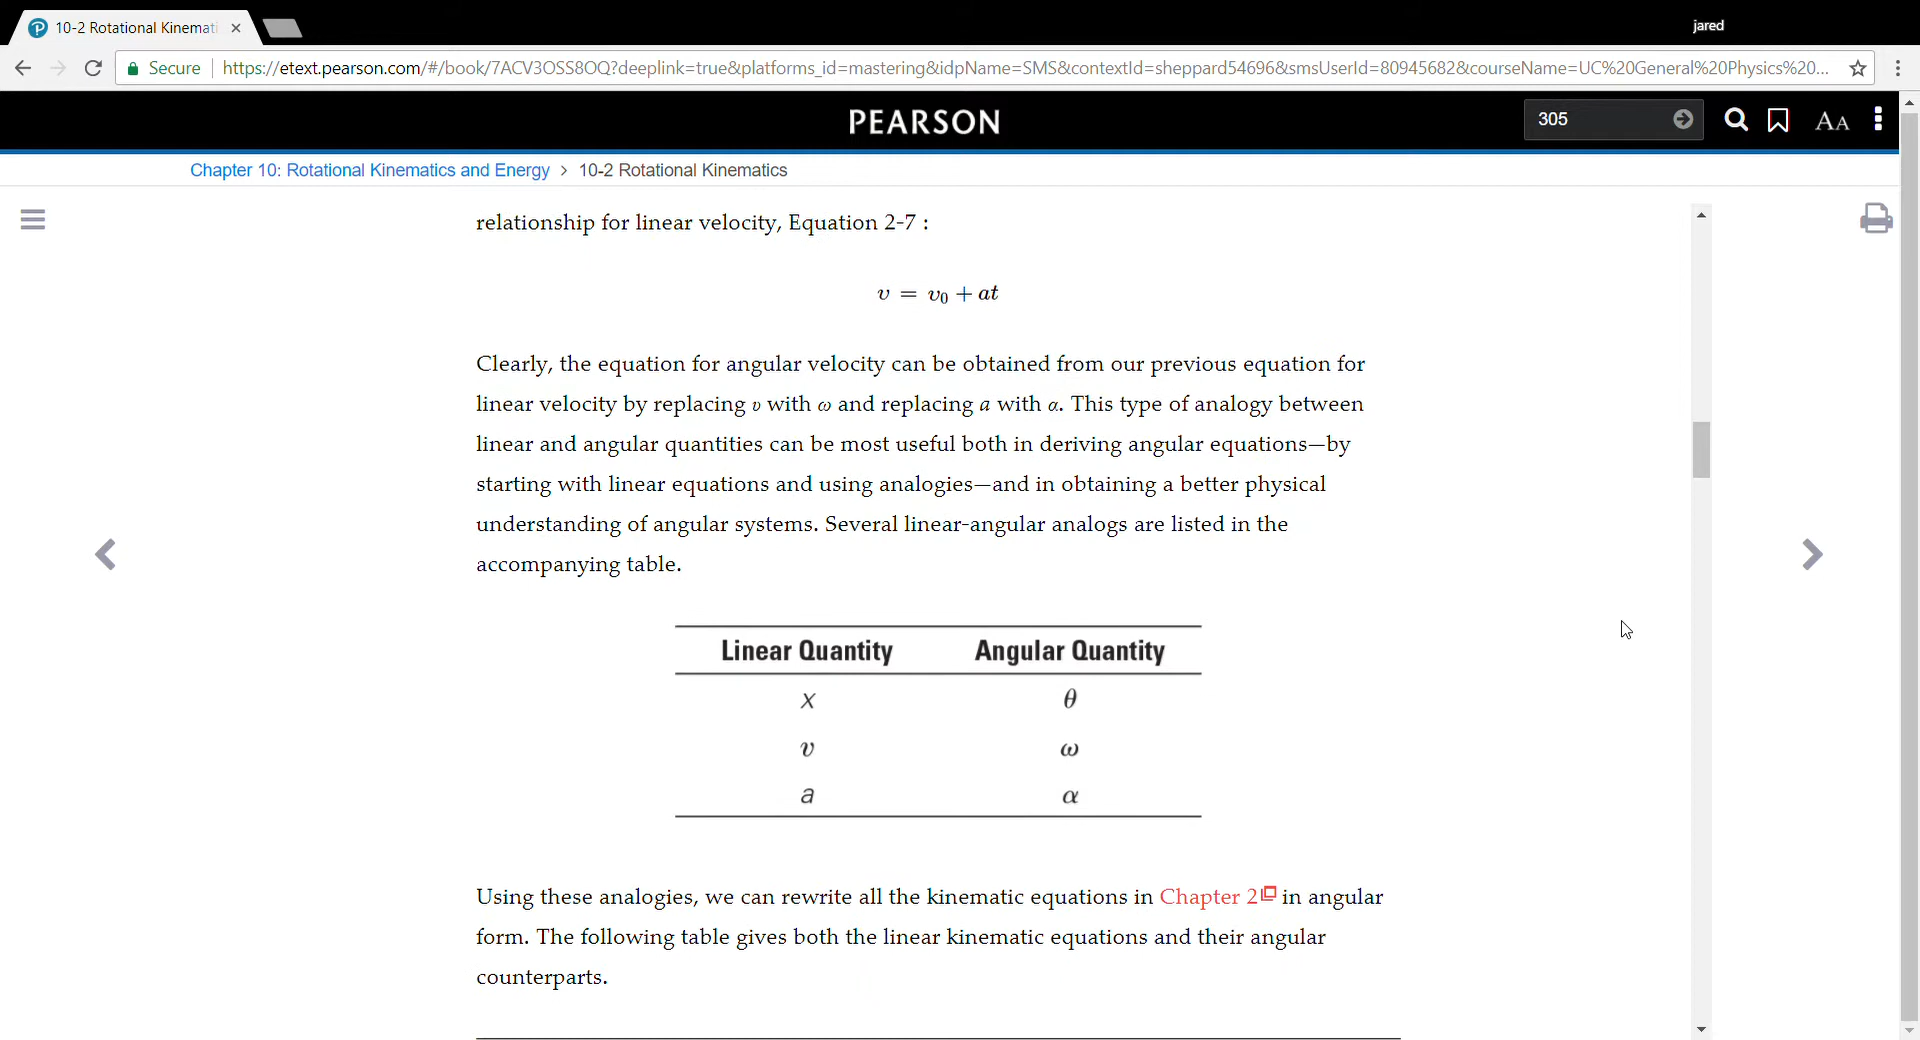 10-2 Rotational Kinemati
jared
Secure
https://etext.pearson.com/#/book/7ACV3OSS8OQ?deeplink=true&platforms_id=mastering&idpName=SMS&contextId=sheppard54696&smsUserId=80945682&courseName=UC%20General%20Physics%20...
PEARSON
305
AA
Chapter 10: Rotational Kinematics and Energy > 10-2 Rotational Kinematics
relationship for linear velocity, Equation 2-7 :
v = v₀ + at
Clearly, the equation for angular velocity can be obtained from our previous equation for
linear velocity by replacing v with ω and replacing a with α. This type of analogy between
linear and angular quantities can be most useful both in deriving angular equations—by
starting with linear equations and using analogies—and in obtaining a better physical
understanding of angular systems. Several linear-angular analogs are listed in the
accompanying table.
Linear Quantity Angular Quantity
x θ
v ω
a α
Using these analogies, we can rewrite all the kinematic equations in Chapter 2 in angular
form. The following table gives both the linear kinematic equations and their angular
counterparts.